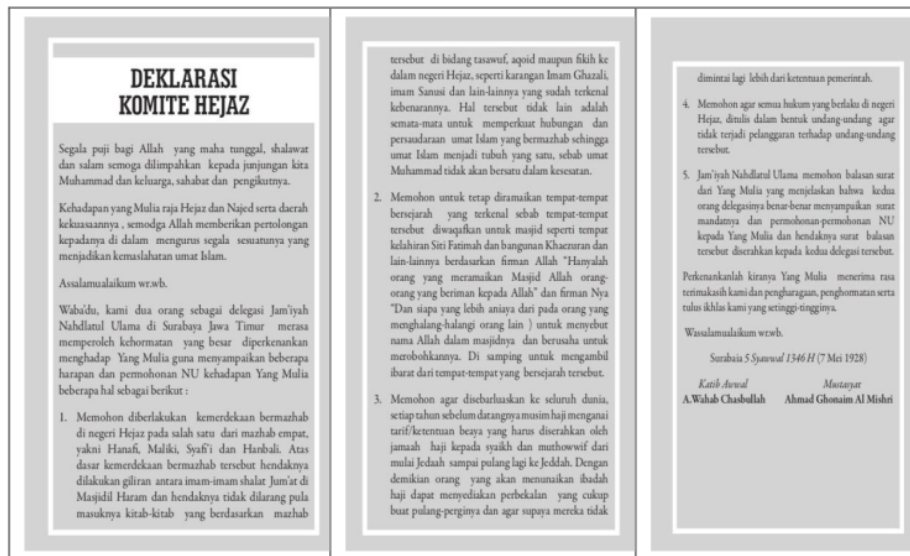 DEKLARASI
KOMITE HEJAZ
Segala puji bagi Allah yang maha tunggal, shalawat
dan salam semoga dilimpahkan kepada junjungan kita
Muhammad dan keluarga, sahabat dan pengikutnya.
Kehadapan yang Mulia raja Hejaz dan Najed serta daerah
kekuasaannya , semodga Allah memberikan pertolongan
kepadanya di dalam mengurus segala sesuatunya yang
menjadikan kemaslahatan umat Islam.
Assalamualaikum wr.wb.
Waba'du, kami dua orang sebagai delegasi Jam'iyah
Nahdlatul Ulama di Surabaya Jawa Timur merasa
memperoleh kehormatan yang besar diperkenankan
menghadap Yang Mulia guna menyampaikan beberapa
harapan dan permohonan NU kehadapan Yang Mulia
beberapa hal sebagai berikut :
1. Memohon diberlakukan kemerdekaan bermazhab
di negeri Hejaz pada salah satu dari mazhab empat,
yakni Hanafi, Maliki, Syafi'i dan Hanbali. Atas
dasar kemerdekaan bermazhab tersebut hendaknya
dilakukan giliran antara imam-imam shalat Jum'at di
Masjidil Haram dan hendaknya tidak dilarang pula
masuknya kitab-kitab yang berdasarkan mazhab
tersebut di bidang tasawuf, aqoid maupun fikih ke
dalam negeri Hejaz, seperti karangan Imam Ghazali,
imam Sanusi dan lain-lainnya yang sudah terkenal
kebenarannya. Hal tersebut tidak lain adalah
semata-mata untuk memperkuat hubungan dan
persaudaraan umat Islam yang bermazhab sehingga
umat Islam menjadi tubuh yang satu, sebab umat
Muhammad tidak akan bersatu dalam kesesatan.
2. Memohon untuk tetap diramaikan tempat-tempat
bersejarah yang terkenal sebab tempat-tempat
tersebut diwaqafkan untuk masjid seperti tempat
kelahiran Siti Fatimah dan bangunan Khaezuran dan
lain-lainnya berdasarkan firman Allah "Hanyalah
orang yang meramaikan Masjid Allah orang-
orang yang beriman kepada Allah" dan firman Nya
"Dan siapa yang lebih aniaya dari pada orang yang
menghalang-halangi orang lain ) untuk menyebut
nama Allah dalam masjidnya dan berusaha untuk
merobohkannya. Di samping untuk mengambil
ibarat dari tempat-tempat yang bersejarah tersebut.
3. Memohon agar disebarluaskan ke seluruh dunia,
setiap tahun sebelum datangnya musim haji menganai
tarif/ketentuan beaya yang harus diserahkan oleh
jamaah haji kepada syaikh dan muthowwif dari
mulai Jedaah sampai pulang lagi ke Jeddah. Dengan
demikian orang yang akan menunaikan ibadah
haji dapat menyediakan perbekalan yang cukup
buat pulang-perginya dan agar supaya mereka tidak
dimintai lagi lebih dari ketentuan pemerintah.
4. Memohon agar semua hukum yang berlaku di negeri
Hejaz, ditulis dalam bentuk undang-undang agar
tidak terjadi pelanggaran terhadap undang-undang
tersebut.
5. Jam'iyah Nahdlatul Ulama memohon balasan surat
dari Yang Mulia yang menjelaskan bahwa kedua
orang delegasinya benar-benar menyampaikan surat
mandatnya dan permohonan-permohonan NU
kepada Yang Mulia dan hendaknya surat balasan
tersebut diserahkan kepada kedua delegasi tersebut.
Perkenankanlah kiranya Yang Mulia menerima rasa
terimakasih kami dan pengharagaan, penghormatan serta
tulus ikhlas kami yang setinggi-tingginya.
Wassalamualaikum wr.wb.
Surabaia 5 Syawwal 1346 H (7 Mei 1928)
Katib Awwal Mustasyar
A.Wahab Chasbullah Ahmad Ghonaim Al Mishri